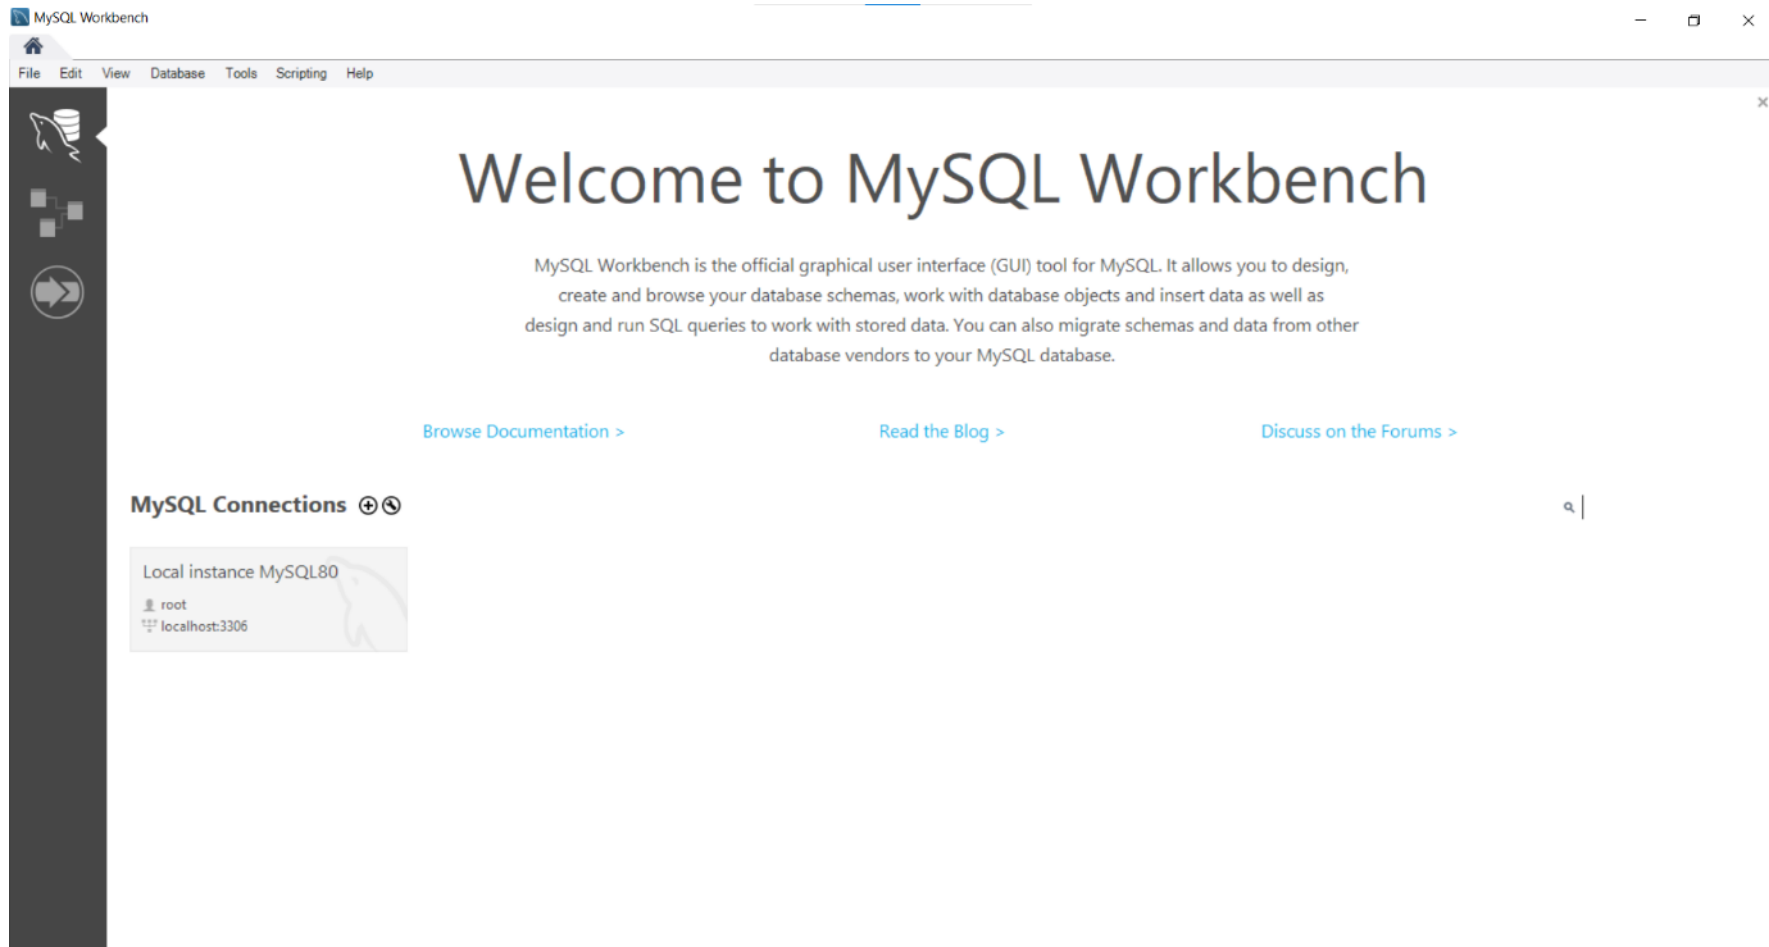 MySQL Workbench
File Edit View Database Tools Scripting Help
Welcome to MySQL Workbench
MySQL Workbench is the official graphical user interface (GUI) tool for MySQL. It allows you to design,
create and browse your database schemas, work with database objects and insert data as well as
design and run SQL queries to work with stored data. You can also migrate schemas and data from other
database vendors to your MySQL database.
Browse Documentation > Read the Blog > Discuss on the Forums >
MySQL Connections
Local instance MySQL80
root
localhost:3306